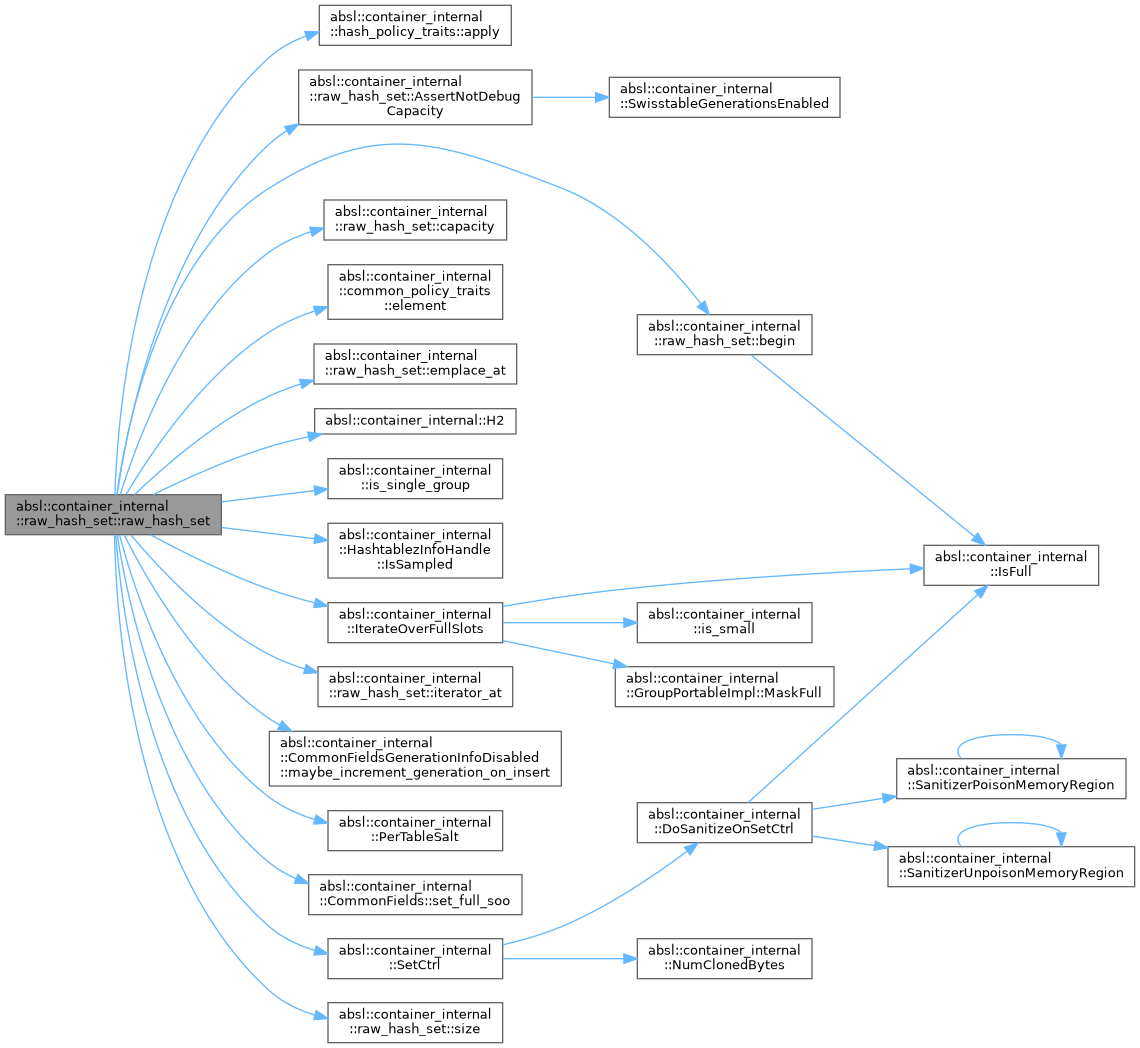 absl::container_internal
::hash_policy_traits::apply
absl::container_internal
::raw_hash_set::AssertNotDebug
Capacity
absl::container_internal
::SwisstableGenerationsEnabled
absl::container_internal
::raw_hash_set::capacity
absl::container_internal
::common_policy_traits
::element
absl::container_internal
::raw_hash_set::begin
absl::container_internal
::raw_hash_set::emplace_at
absl::container_internal::H2
absl::container_internal
::is_single_group
absl::container_internal
::raw_hash_set::raw_hash_set
absl::container_internal
::HashtablezInfoHandle
::IsSampled
absl::container_internal
::IsFull
absl::container_internal
::IterateOverFullSlots
absl::container_internal
::is_small
absl::container_internal
::raw_hash_set::iterator_at
absl::container_internal
::GroupPortableImpl::MaskFull
absl::container_internal
::CommonFieldsGenerationInfoDisabled
::maybe_increment_generation_on_insert
absl::container_internal
::SanitizerPoisonMemoryRegion
absl::container_internal
::PerTableSalt
absl::container_internal
::DoSanitizeOnSetCtrl
absl::container_internal
::SanitizerUnpoisonMemoryRegion
absl::container_internal
::CommonFields::set_full_soo
absl::container_internal
::SetCtrl
absl::container_internal
::NumClonedBytes
absl::container_internal
::raw_hash_set::size